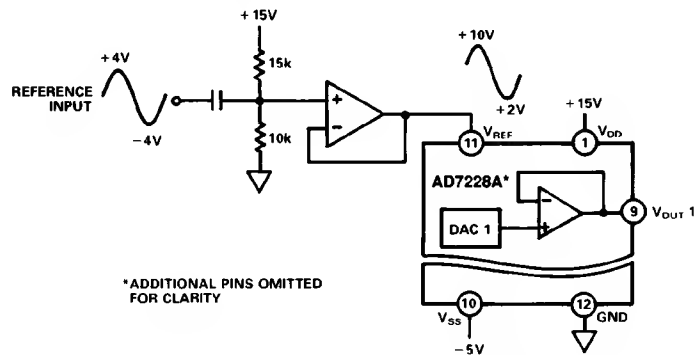 +15V
+4V
15k
+10V
REFERENCE
INPUT
+
−
+2V
+15V
−4V
10k
11
VREF
1
VDD
AD7228A*
−
9
VOUT 1
DAC 1
+
*ADDITIONAL PINS OMITTED
FOR CLARITY
10
12
VSS
GND
−5V